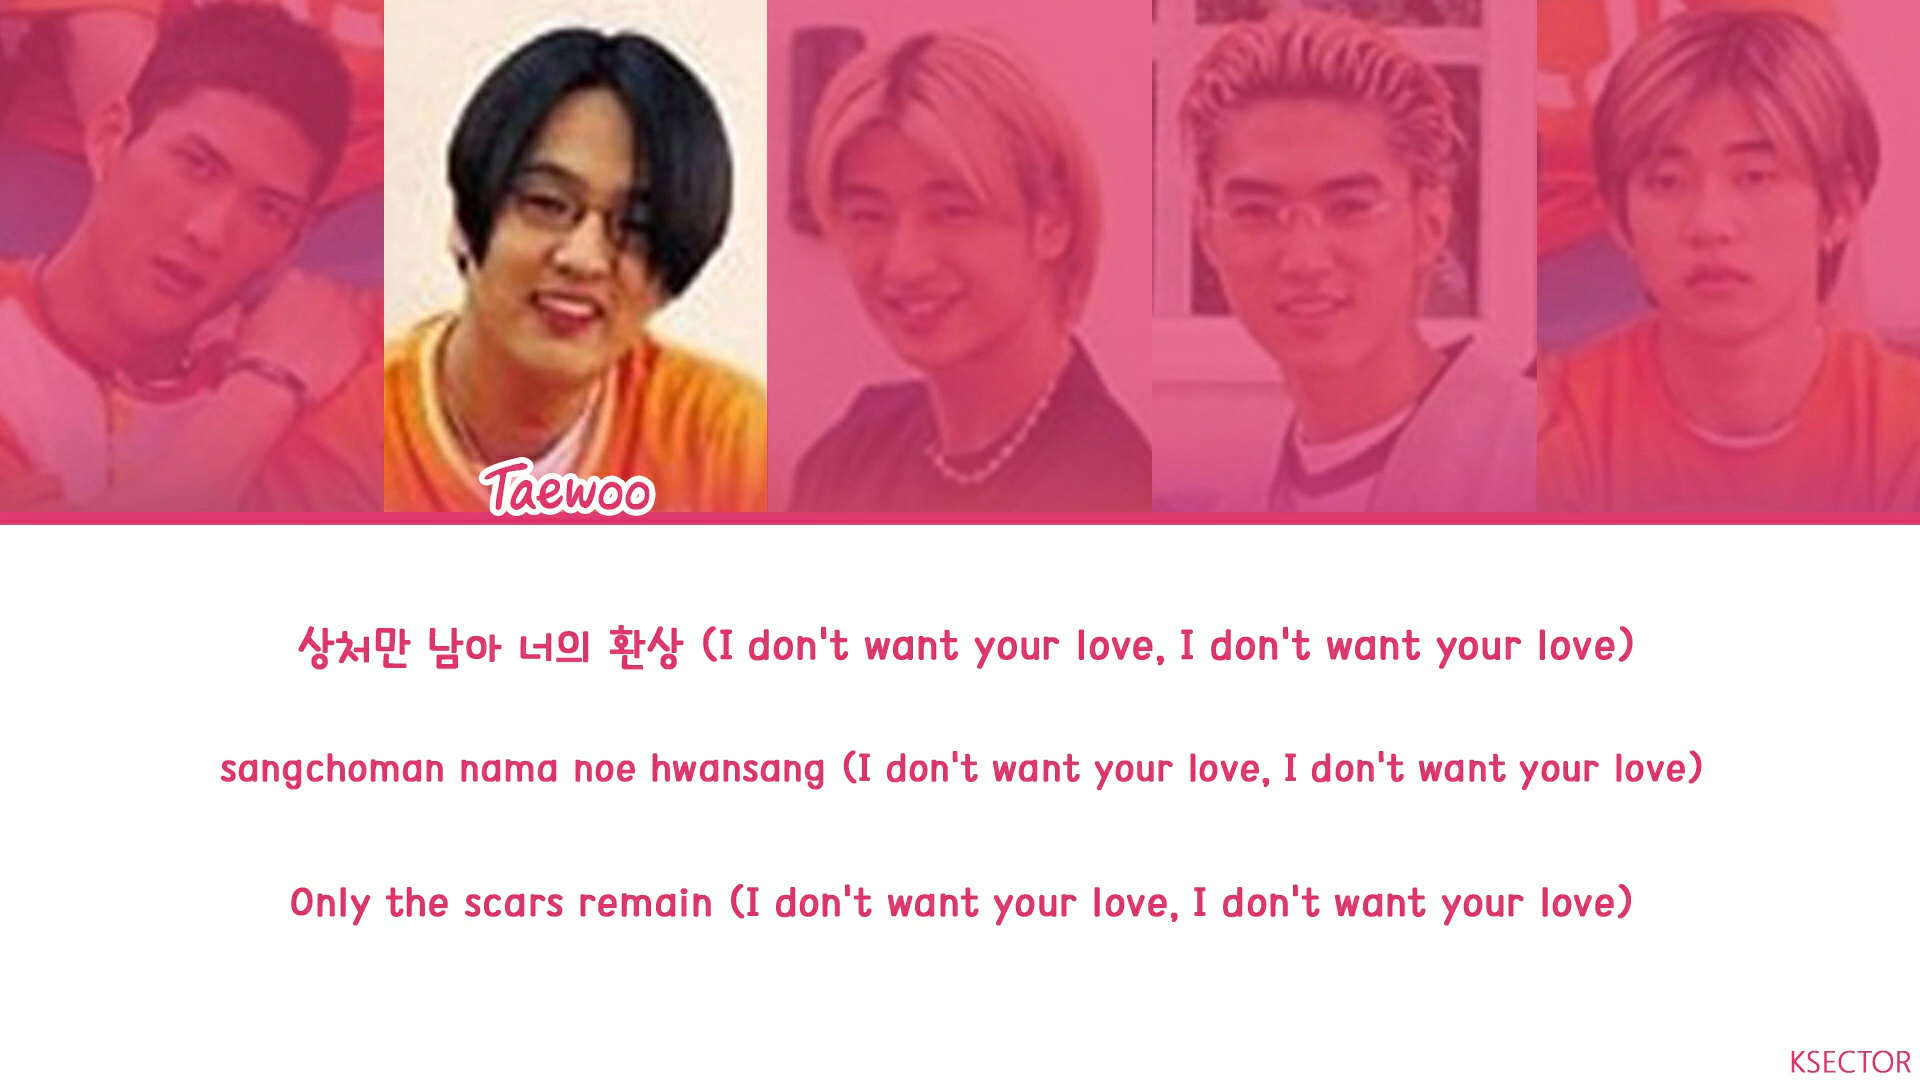 Taewoo
상처만 남아 너의 환상 (I don't want your love, I don't want your love)
sangchoman nama noe hwansang (I don't want your love, I don't want your love)
Only the scars remain (I don't want your love, I don't want your love)
KSECTOR